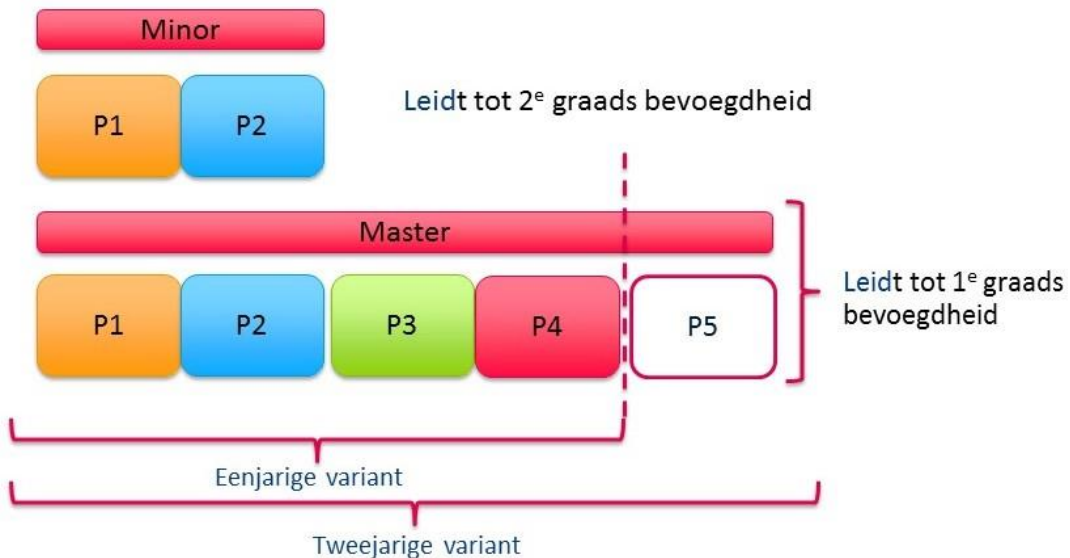 Minor
P1 P2
Leidt tot 2ᵉ graads bevoegdheid
Master
P1 P2 P3 P4 P5
Leidt tot 1ᵉ graads
bevoegdheid
Eenjarige variant
Tweejarige variant